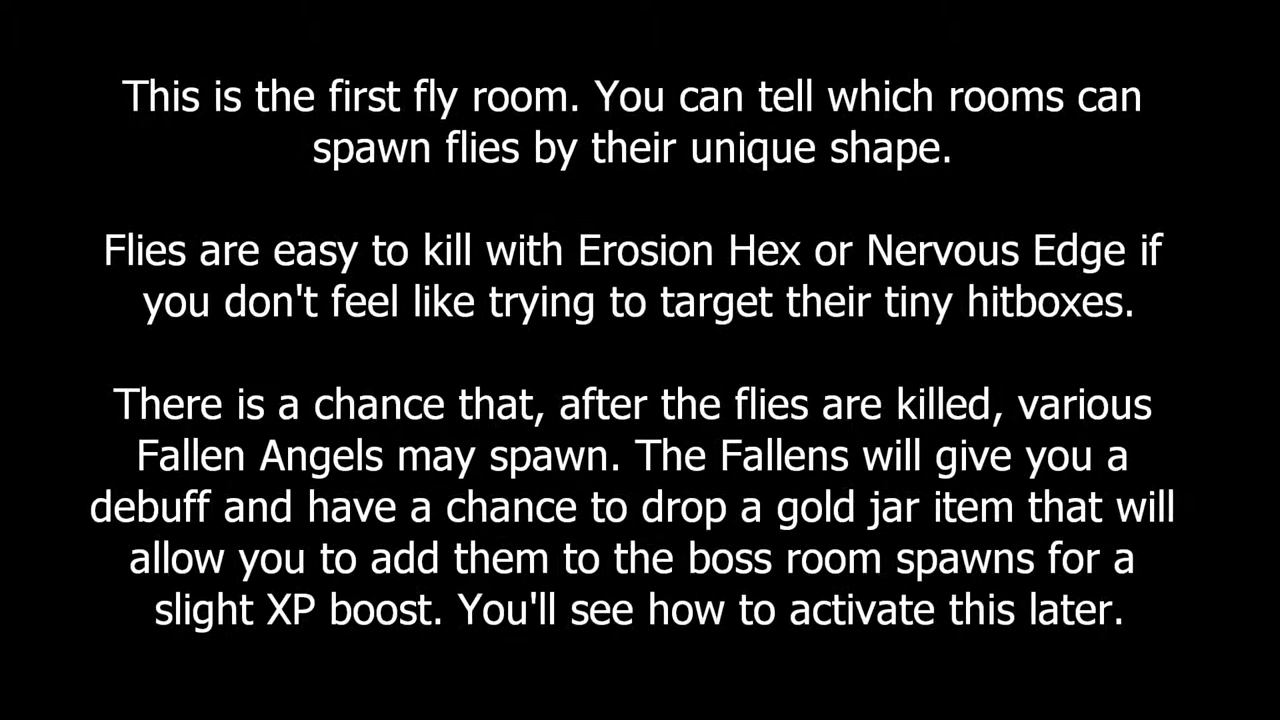 This is the first fly room. You can tell which rooms can
spawn flies by their unique shape.
Flies are easy to kill with Erosion Hex or Nervous Edge if
you don't feel like trying to target their tiny hitboxes.
There is a chance that, after the flies are killed, various
Fallen Angels may spawn. The Fallens will give you a
debuff and have a chance to drop a gold jar item that will
allow you to add them to the boss room spawns for a
slight XP boost. You'll see how to activate this later.